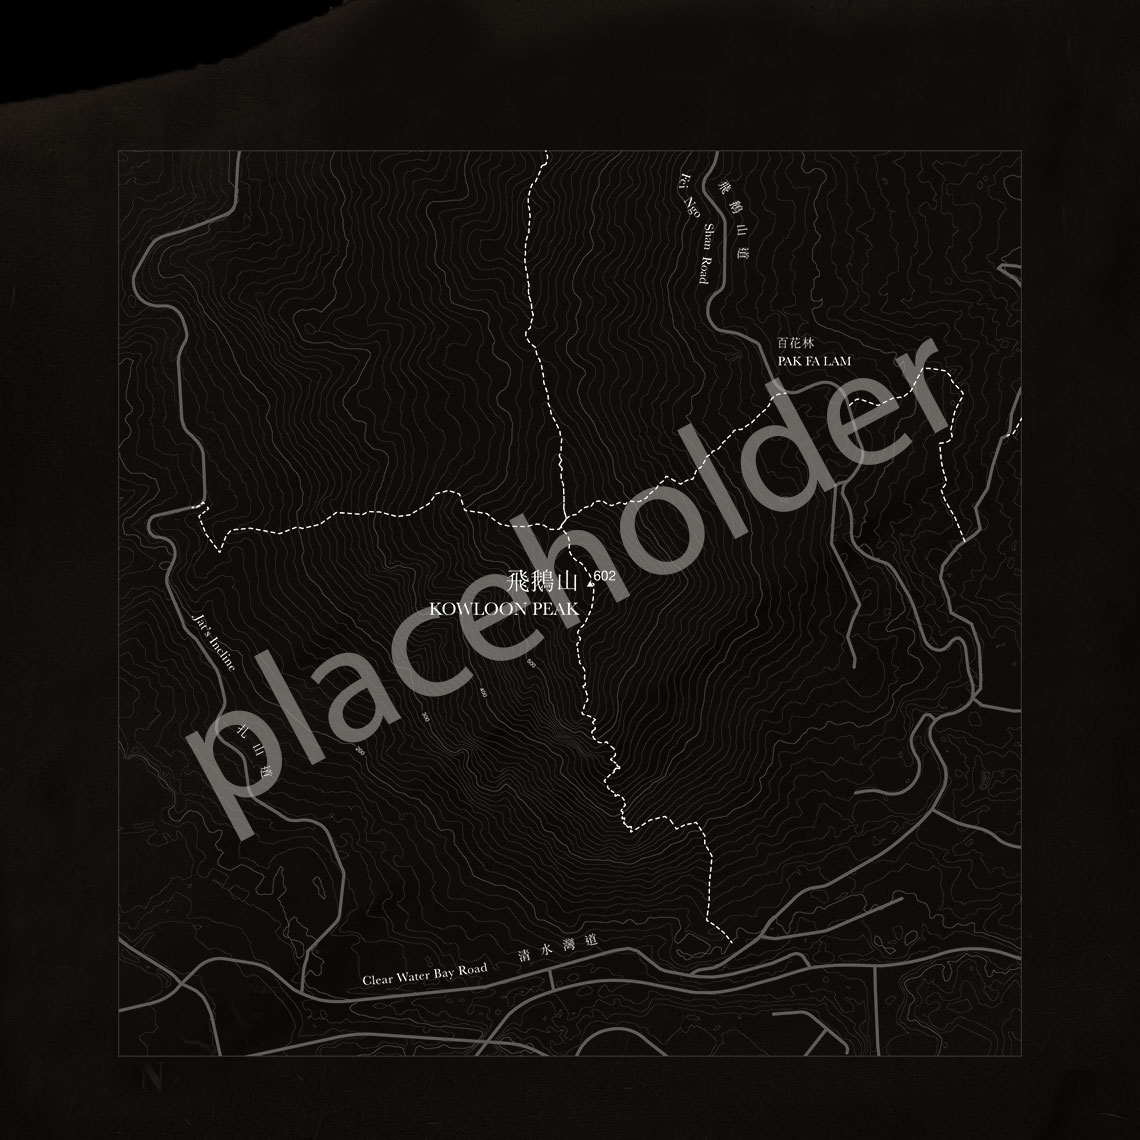 飛鵝山道
Fei Ngo Shan Road
百花林
PAK FA LAM
飛鵝山
602
KOWLOON PEAK
placeholder
500
400
300
200
Jat's Incline
扎山道
清水灣道
Clear Water Bay Road
N